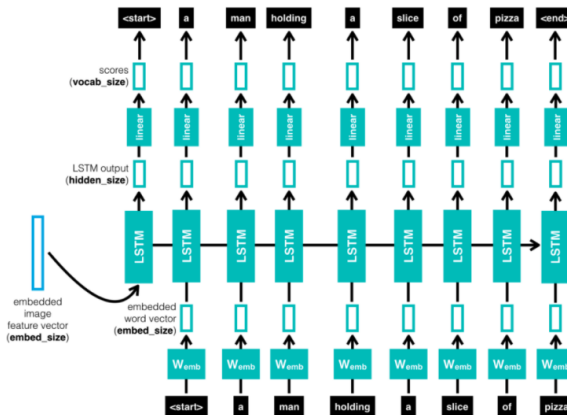 <start> a man holding a slice of pizza <end>
scores
(vocab_size)
linear linear linear linear linear linear linear linear linear
LSTM output
(hidden_size)
LSTM LSTM LSTM LSTM LSTM LSTM LSTM LSTM LSTM
embedded
image
feature vector
(embed_size)
embedded
word vector
(embed_size)
Wemb Wemb Wemb Wemb Wemb Wemb Wemb Wemb
<start> a man holding a slice of pizza